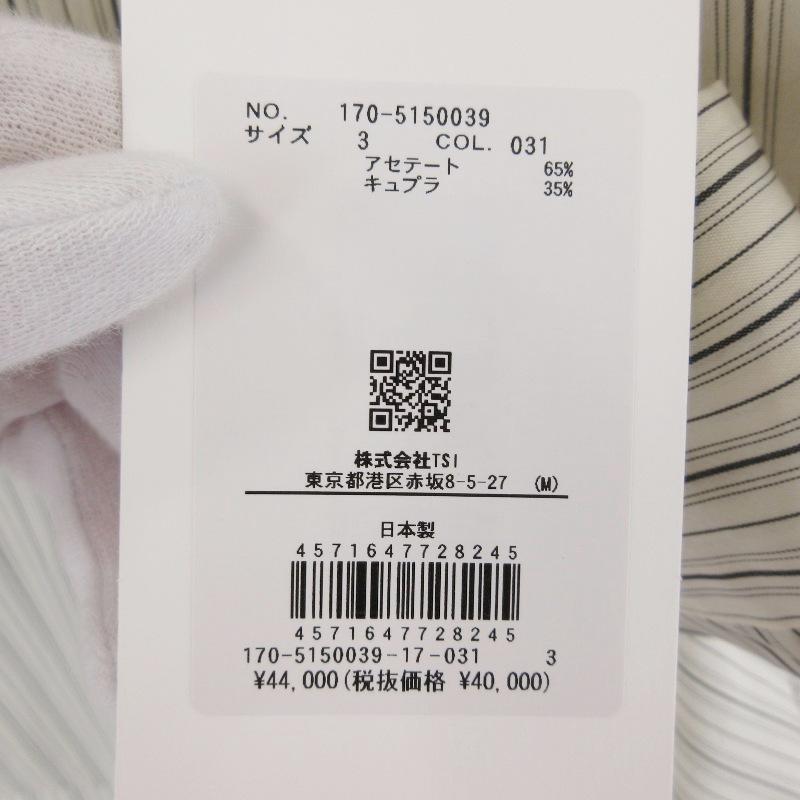 NO. 170-5150039
サイズ 3 COL. 031
アセテート 65%
キュプラ 35%
株式会社TSI
東京都港区赤坂8-5-27 (M)
日本製
4571647728245
4571647728245
170-5150039-17-031 3
¥44,000(税抜価格 ¥40,000)